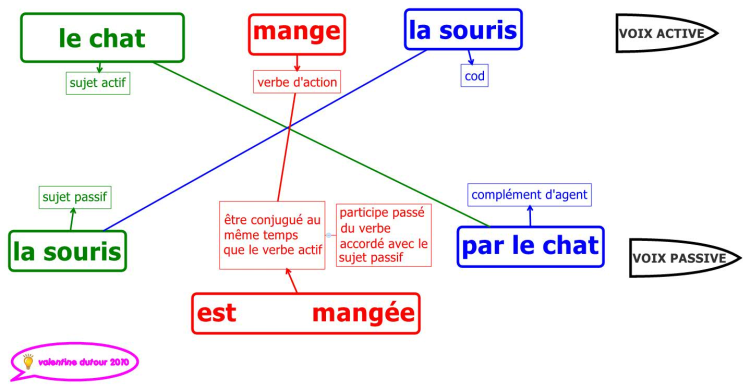 le chat
mange
la souris
VOIX ACTIVE
sujet actif
verbe d'action
cod
sujet passif
complément d'agent
être conjugué au
même temps
que le verbe actif
participe passé
du verbe
accordé avec le
sujet passif
la souris
par le chat
VOIX PASSIVE
est mangée
valentine dutour 2010